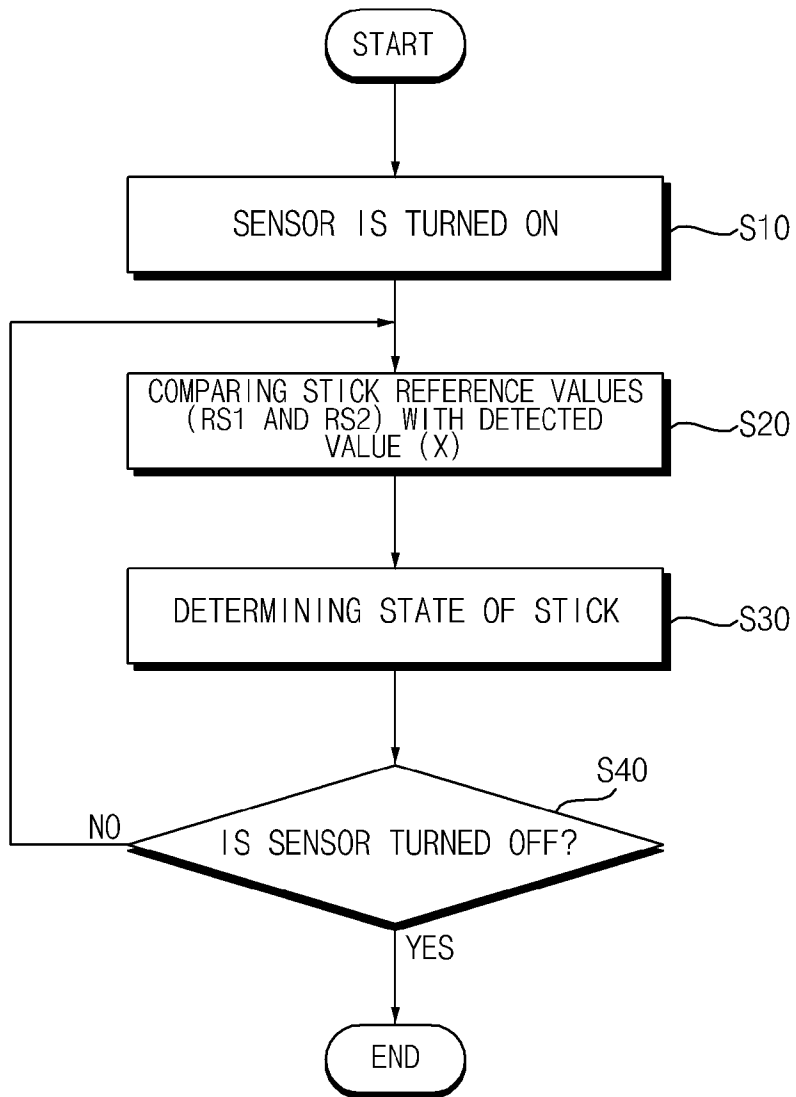 START
SENSOR IS TURNED ON
S10
COMPARING STICK REFERENCE VALUES
(RS1 AND RS2) WITH DETECTED
VALUE (X)
S20
DETERMINING STATE OF STICK
S30
S40
IS SENSOR TURNED OFF?
NO
YES
END